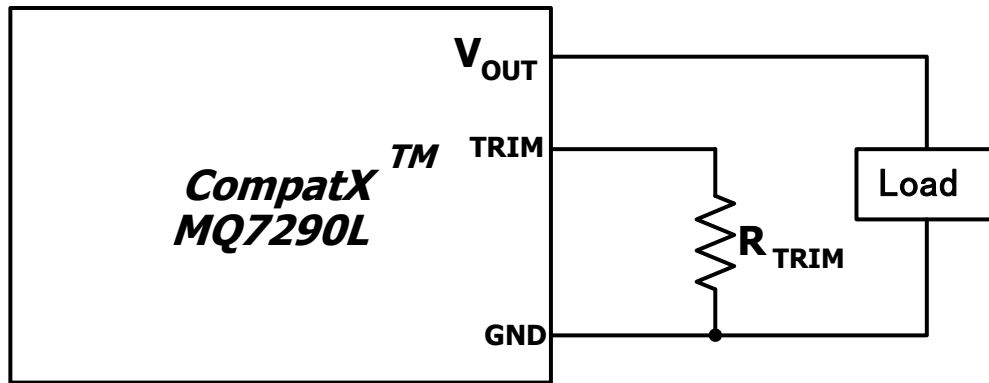 VOUT
TRIM
CompatX TM
MQ7290L
Load
RTRIM
GND